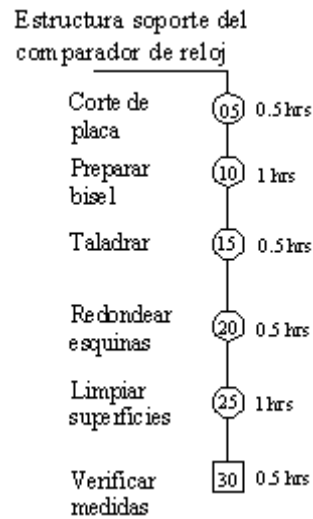 Estructura soporte del
comparador de reloj
Corte de
placa
05 0.5 hrs
Preparar
bisel
10 1 hrs
Taladrar
15 0.5 hrs
Redondear
esquinas
20 0.5 hrs
Limpiar
superficies
25 1 hrs
Verificar
medidas
30 0.5 hrs